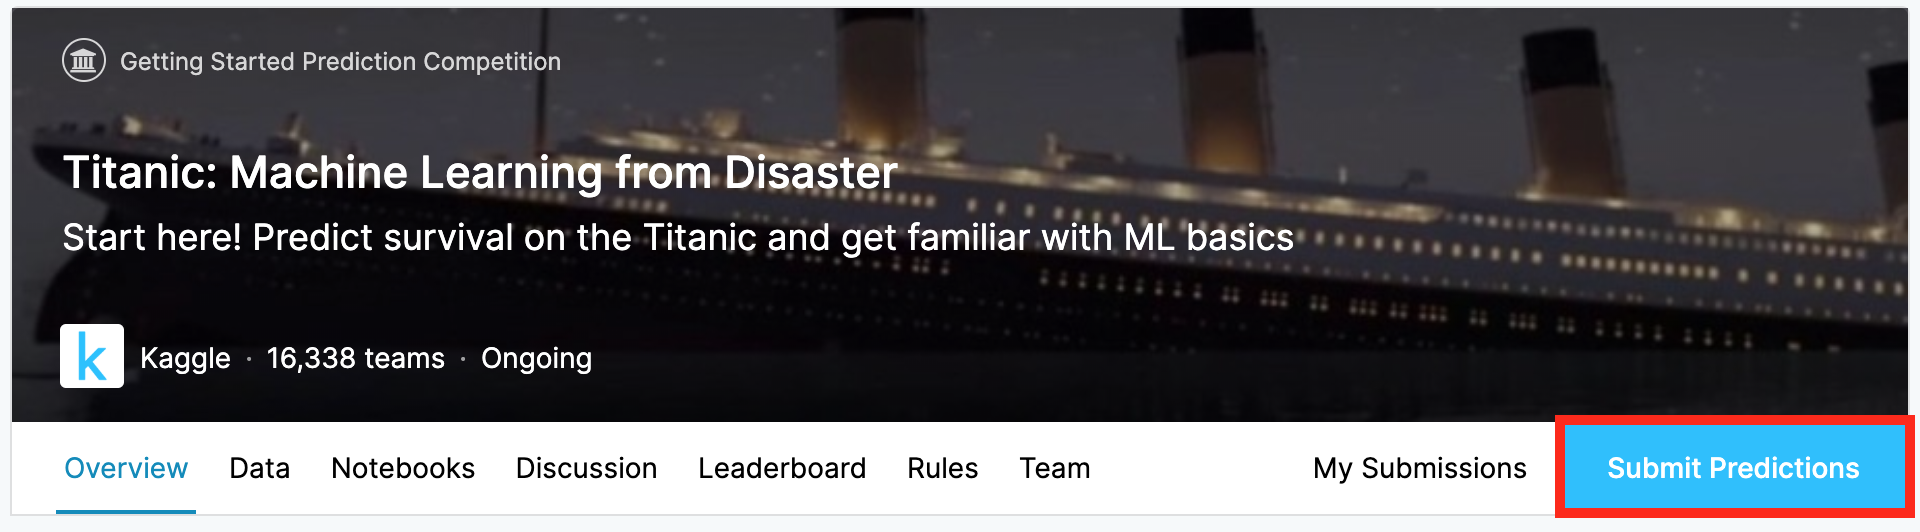 Getting Started Prediction Competition
Titanic: Machine Learning from Disaster
Start here! Predict survival on the Titanic and get familiar with ML basics
k Kaggle · 16,338 teams · Ongoing
Overview Data Notebooks Discussion Leaderboard Rules Team My Submissions Submit Predictions